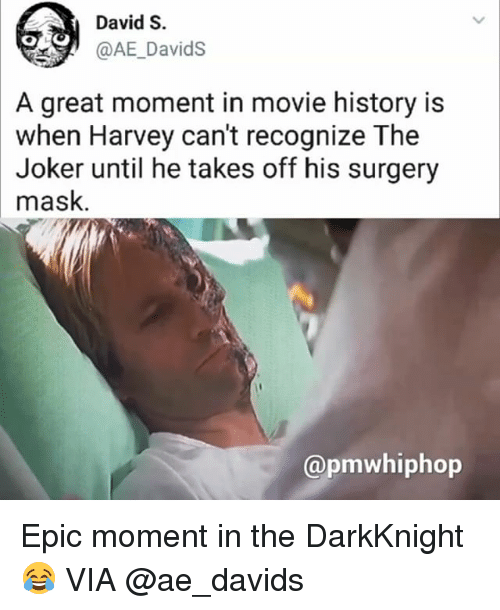 David S.
@AE_DavidS
A great moment in movie history is
when Harvey can't recognize The
Joker until he takes off his surgery
mask.
@pmwhiphop
Epic moment in the DarkKnight
😂 VIA @ae_davids